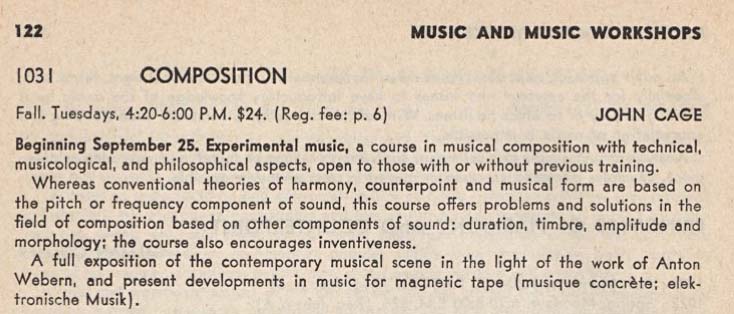 122 MUSIC AND MUSIC WORKSHOPS
1031 COMPOSITION
Fall. Tuesdays, 4:20-6:00 P.M. $24. (Reg. fee: p. 6) JOHN CAGE
Beginning September 25. Experimental music, a course in musical composition with technical,
musicological, and philosophical aspects, open to those with or without previous training.
Whereas conventional theories of harmony, counterpoint and musical form are based on
the pitch or frequency component of sound, this course offers problems and solutions in the
field of composition based on other components of sound: duration, timbre, amplitude and
morphology; the course also encourages inventiveness.
A full exposition of the contemporary musical scene in the light of the work of Anton
Webern, and present developments in music for magnetic tape (musique concrète; elek-
tronische Musik).